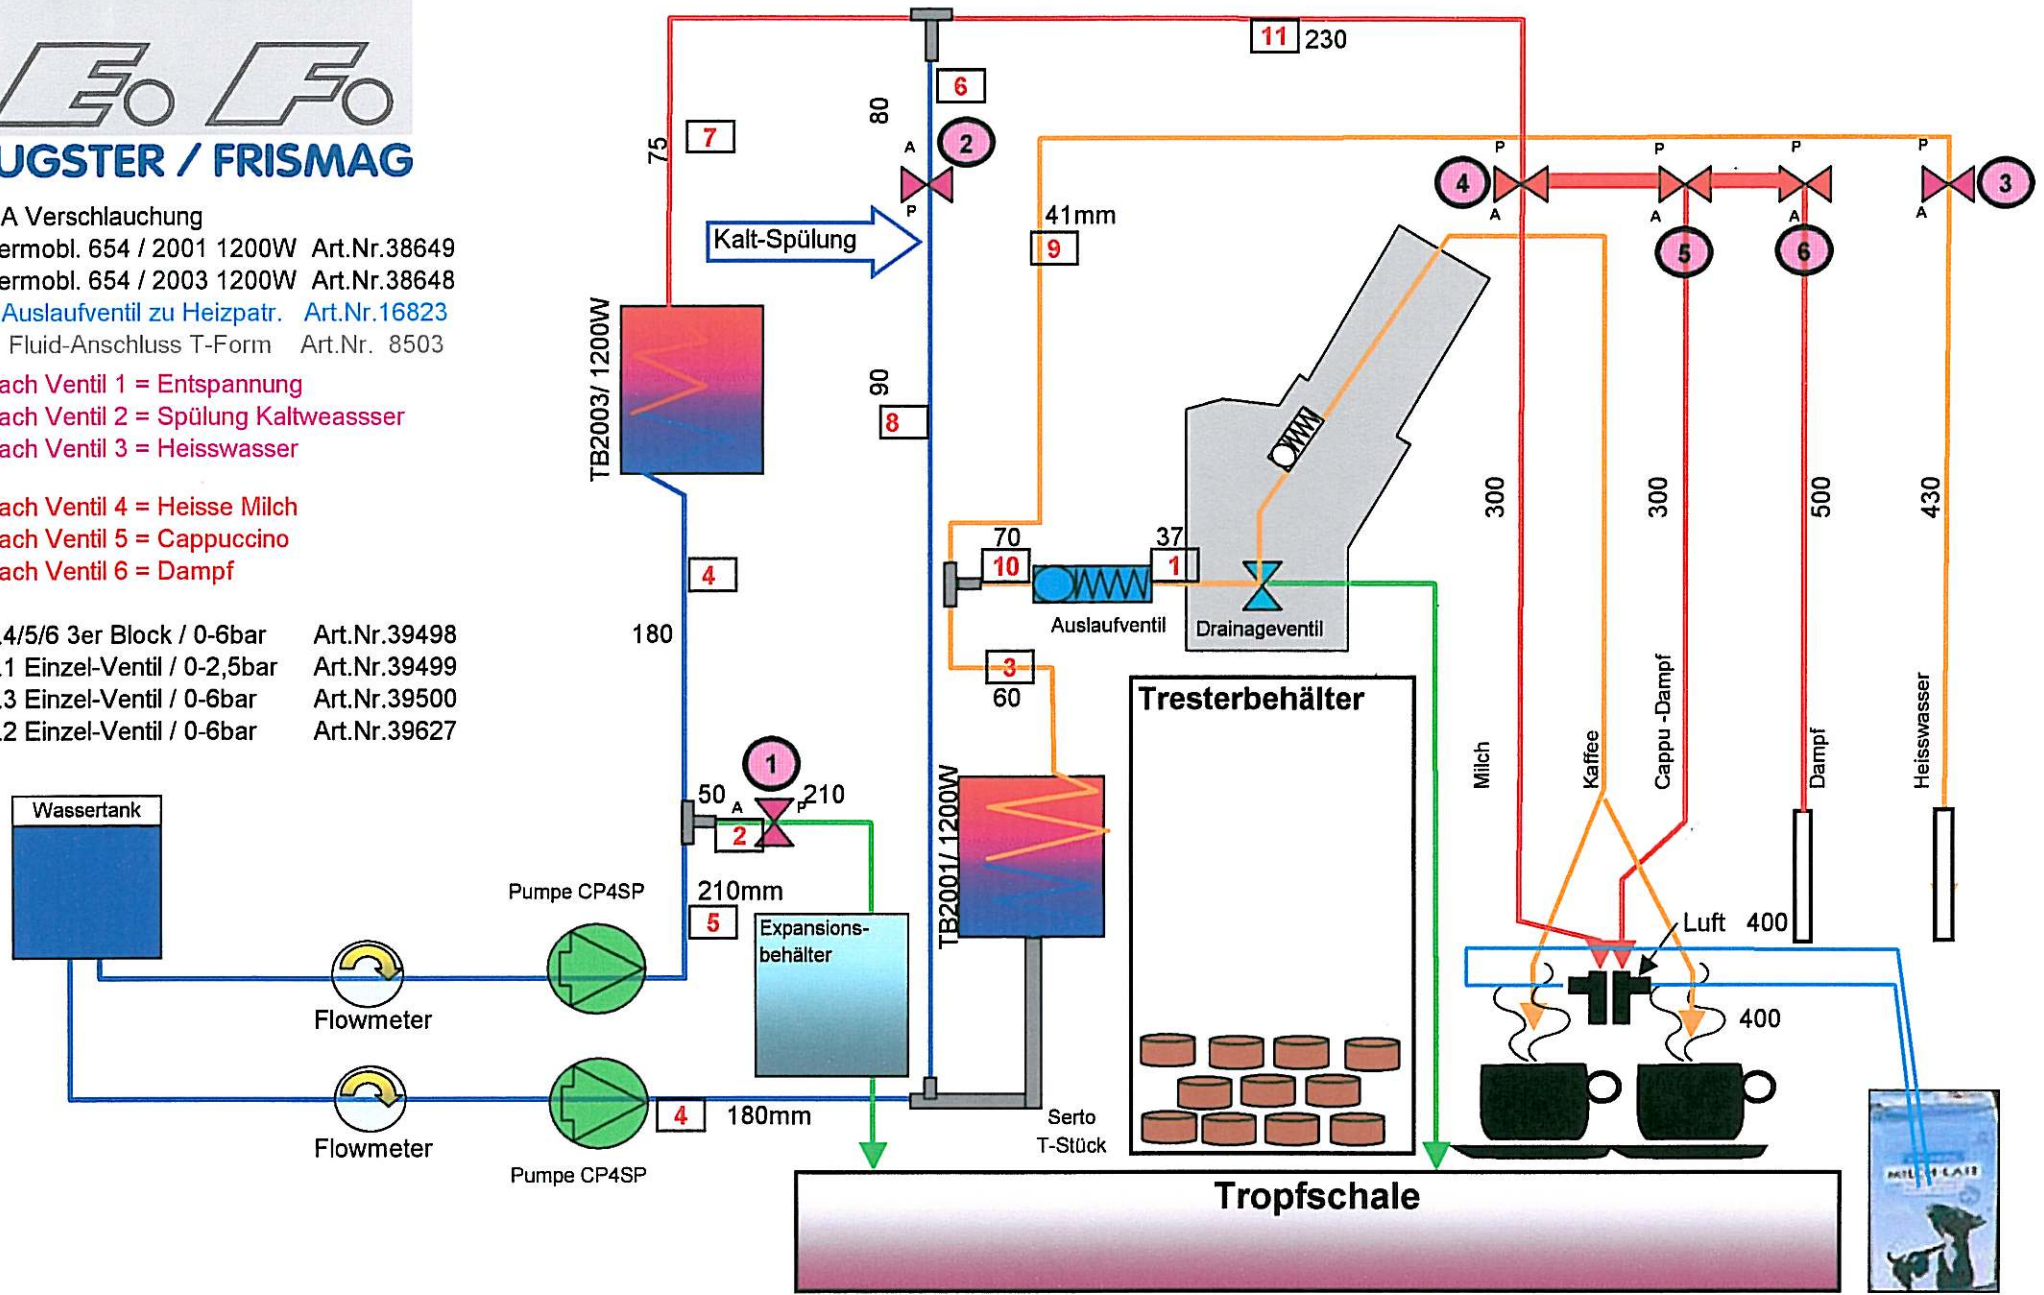 UGSTER / FRISMAG
A Verschlauchung
ermobl. 654 / 2001 1200W Art.Nr.38649
ermobl. 654 / 2003 1200W Art.Nr.38648
Auslaufventil zu Heizpatr. Art.Nr.16823
Fluid-Anschluss T-Form Art.Nr. 8503
ach Ventil 1 = Entspannung
ach Ventil 2 = Spülung Kaltweassser
ach Ventil 3 = Heisswasser
ach Ventil 4 = Heisse Milch
ach Ventil 5 = Cappuccino
ach Ventil 6 = Dampf
.4/5/6 3er Block / 0-6bar Art.Nr.39498
.1 Einzel-Ventil / 0-2,5bar Art.Nr.39499
.3 Einzel-Ventil / 0-6bar Art.Nr.39500
.2 Einzel-Ventil / 0-6bar Art.Nr.39627
Wassertank
Flowmeter
Flowmeter
Pumpe CP4SP
Pumpe CP4SP
4 180mm
5 210mm
50 A P 210
2
1
4
180
TB2003/ 1200W
75
7
80
6
A
2
P
Kalt-Spülung
90
8
11 230
41mm
9
70
10
37
1
Auslaufventil
Drainageventil
3
60
TB2001/ 1200W
Expansions-
behälter
Serto
T-Stück
Tresterbehälter
Tropfschale
P P P P
4 3
A A A A
5 6
300 300 500 430
Milch
Kaffee
Cappu -Dampf
Dampf
Heisswasser
Luft 400
400